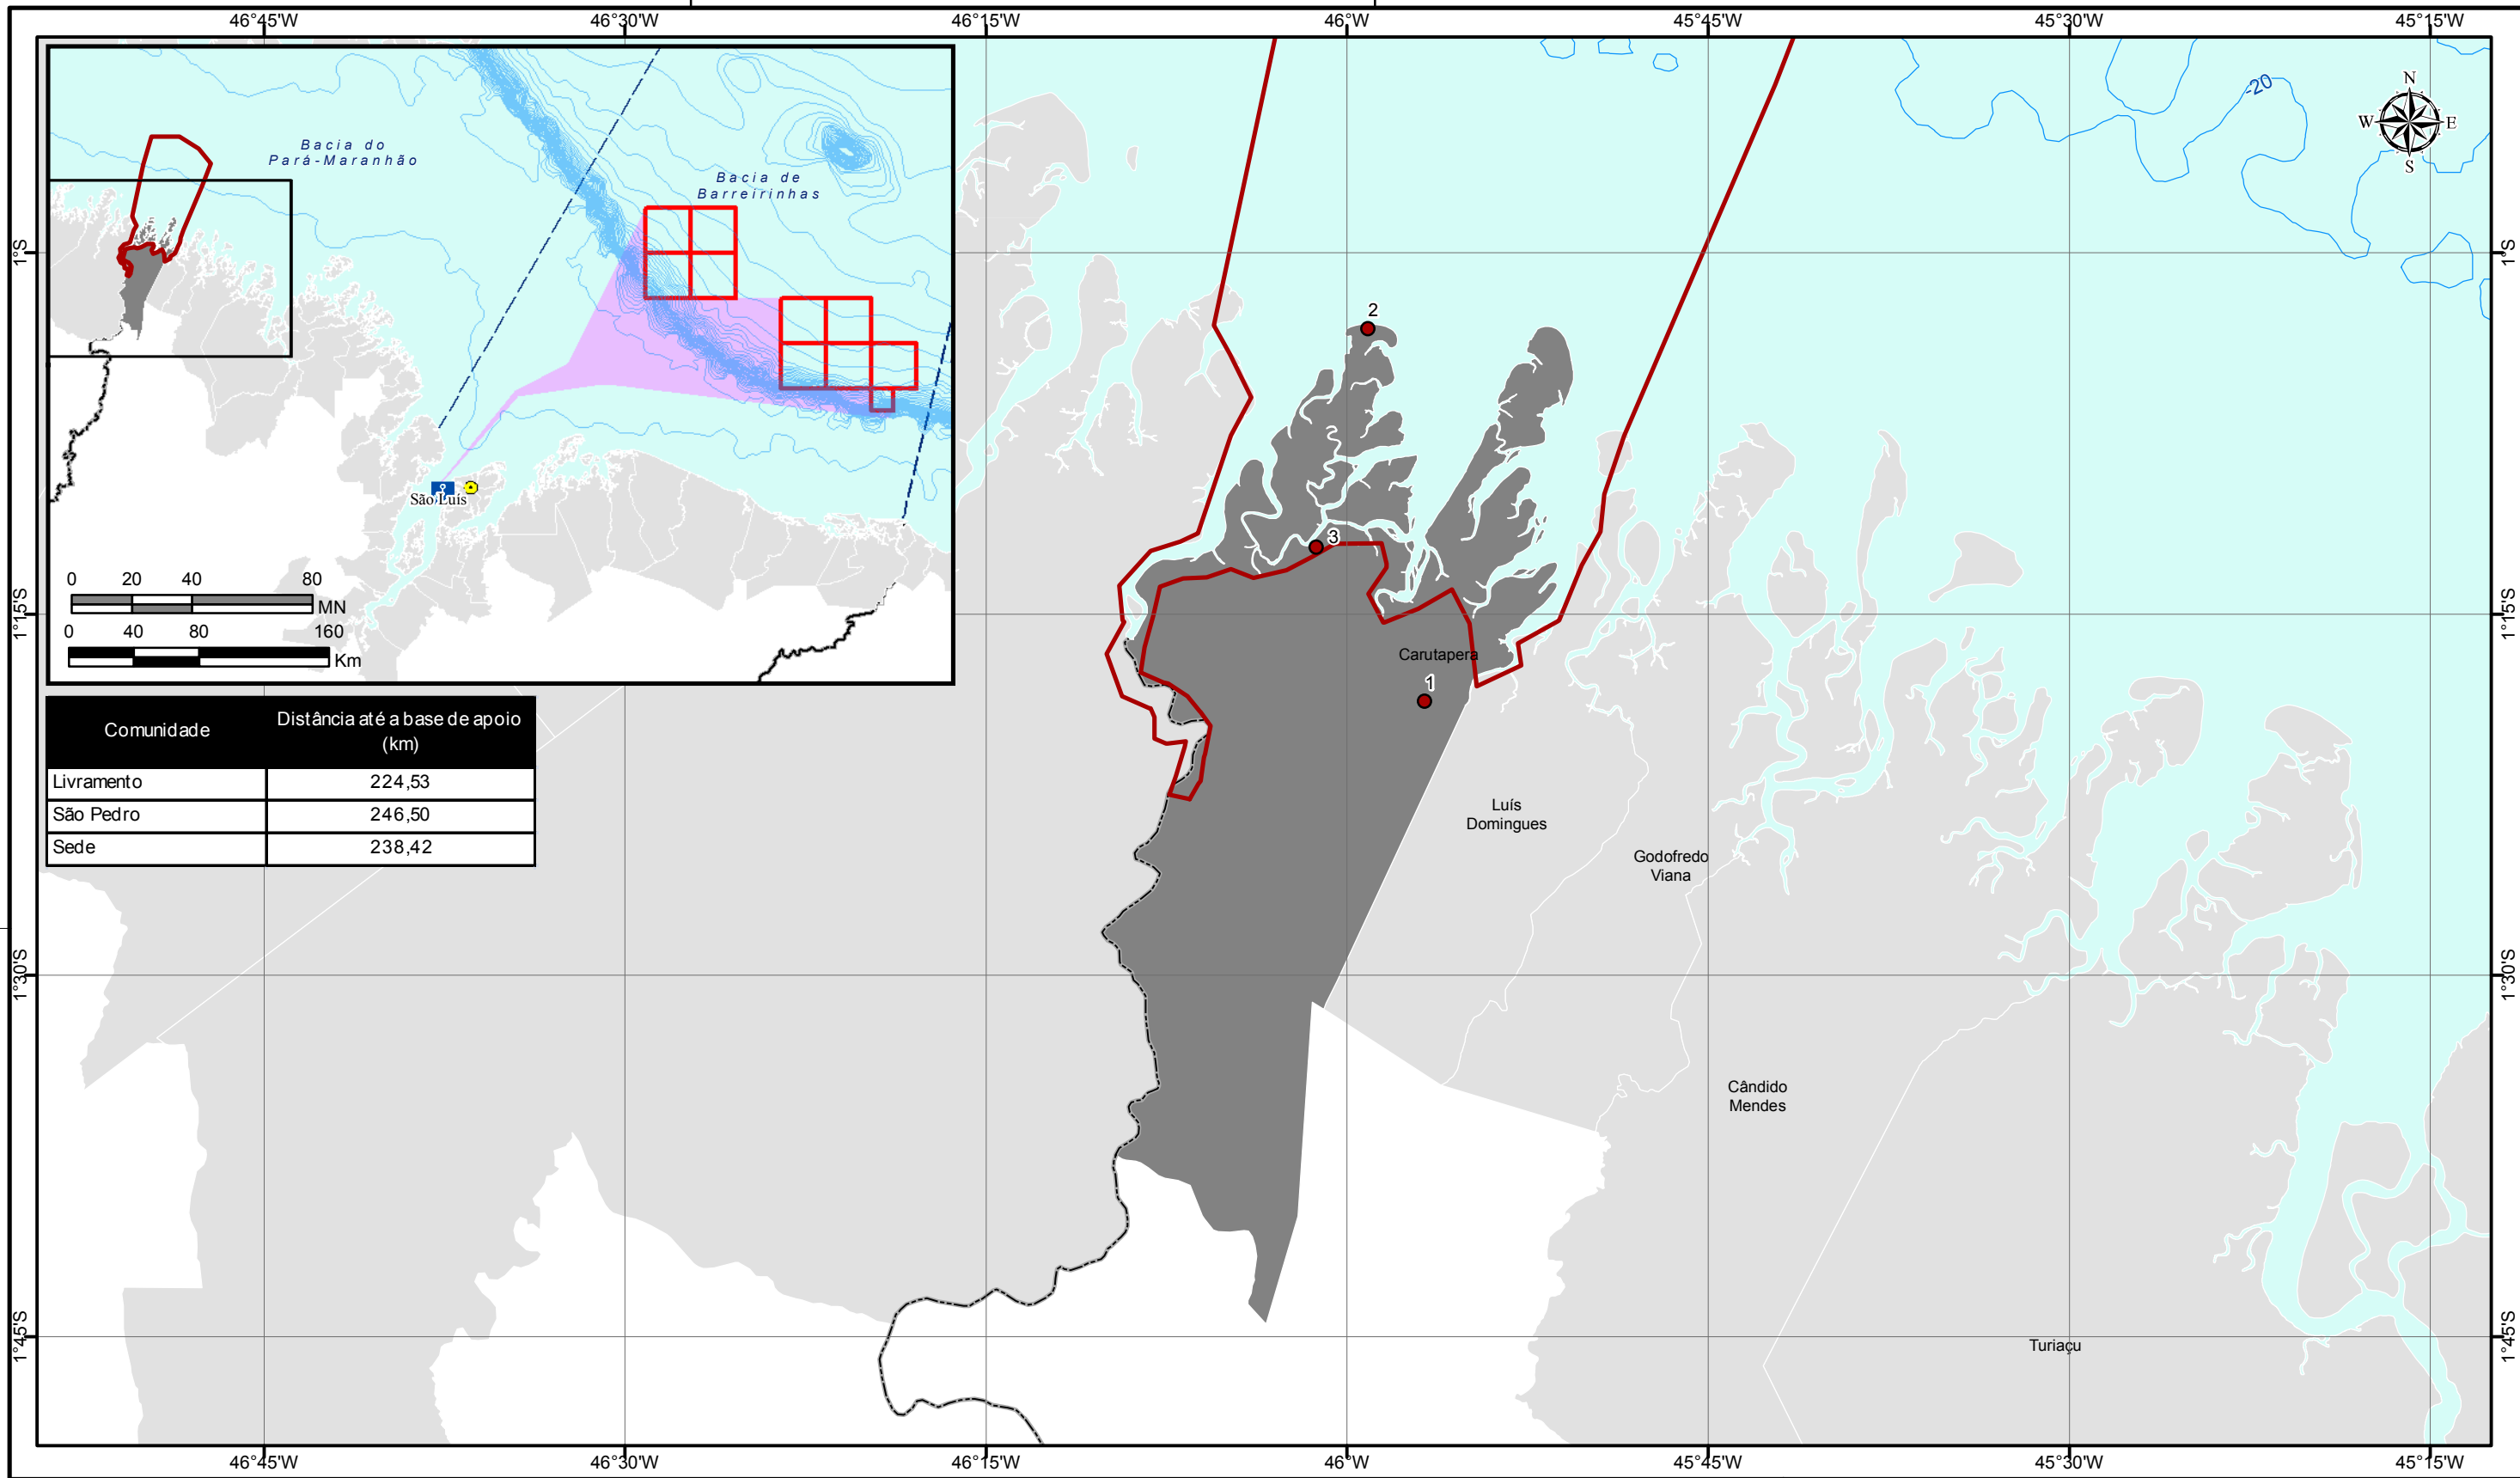 46°45'W
46°30'W
46°15'W
46°W
45°45'W
45°30'W
45°15'W
Bacia do
Pará-Maranhão
Bacia de
Barreirinhas
São Luís
0 20 40 80
MN
0 40 80 160
Km
-20
N
W E
S
1°S
1°S
2
3
1°15'S
1°15'S
Carutapera
1
Comunidade
Distância até a base de apoio
(km)
Livramento 224,53
São Pedro 246,50
Sede 238,42
Luís
Domingues
Godofredo
Viana
1°30'S
1°30'S
Cândido
Mendes
1°45'S
1°45'S
Turiaçu
46°45'W
46°30'W
46°15'W
46°W
45°45'W
45°30'W
45°15'W